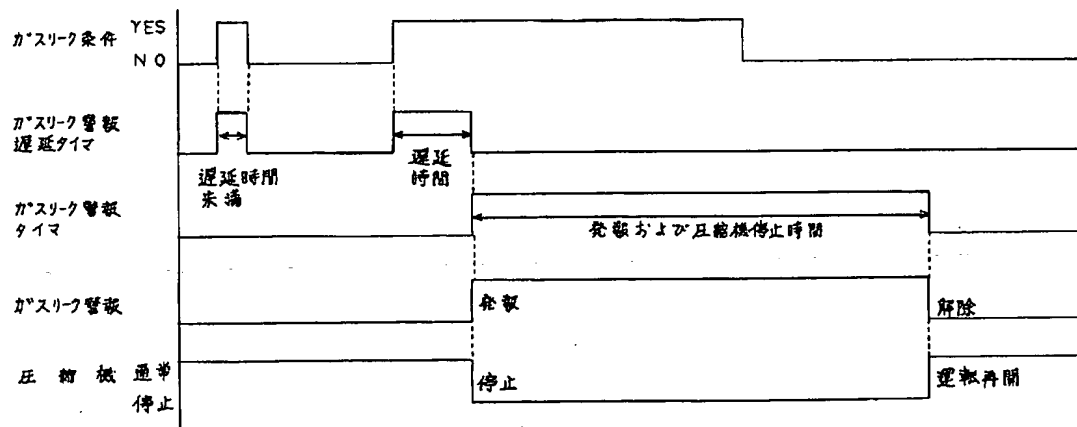 ガスリーク条件 YES
NO
ガスリーク警報
遅延タイマ
遅延時間
未満
遅延
時間
ガスリーク警報
タイマ
発報および圧縮機停止時間
ガスリーク警報
発報
解除
圧縮機 通常
停止
停止
運転再開